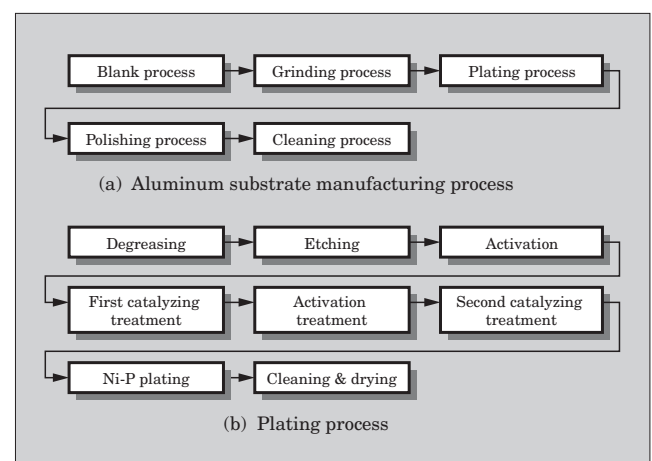 Blank process
Grinding process
Plating process
Polishing process
Cleaning process
(a) Aluminum substrate manufacturing process
Degreasing
Etching
Activation
First catalyzing
treatment
Activation
treatment
Second catalyzing
treatment
Ni-P plating
Cleaning & drying
(b) Plating process